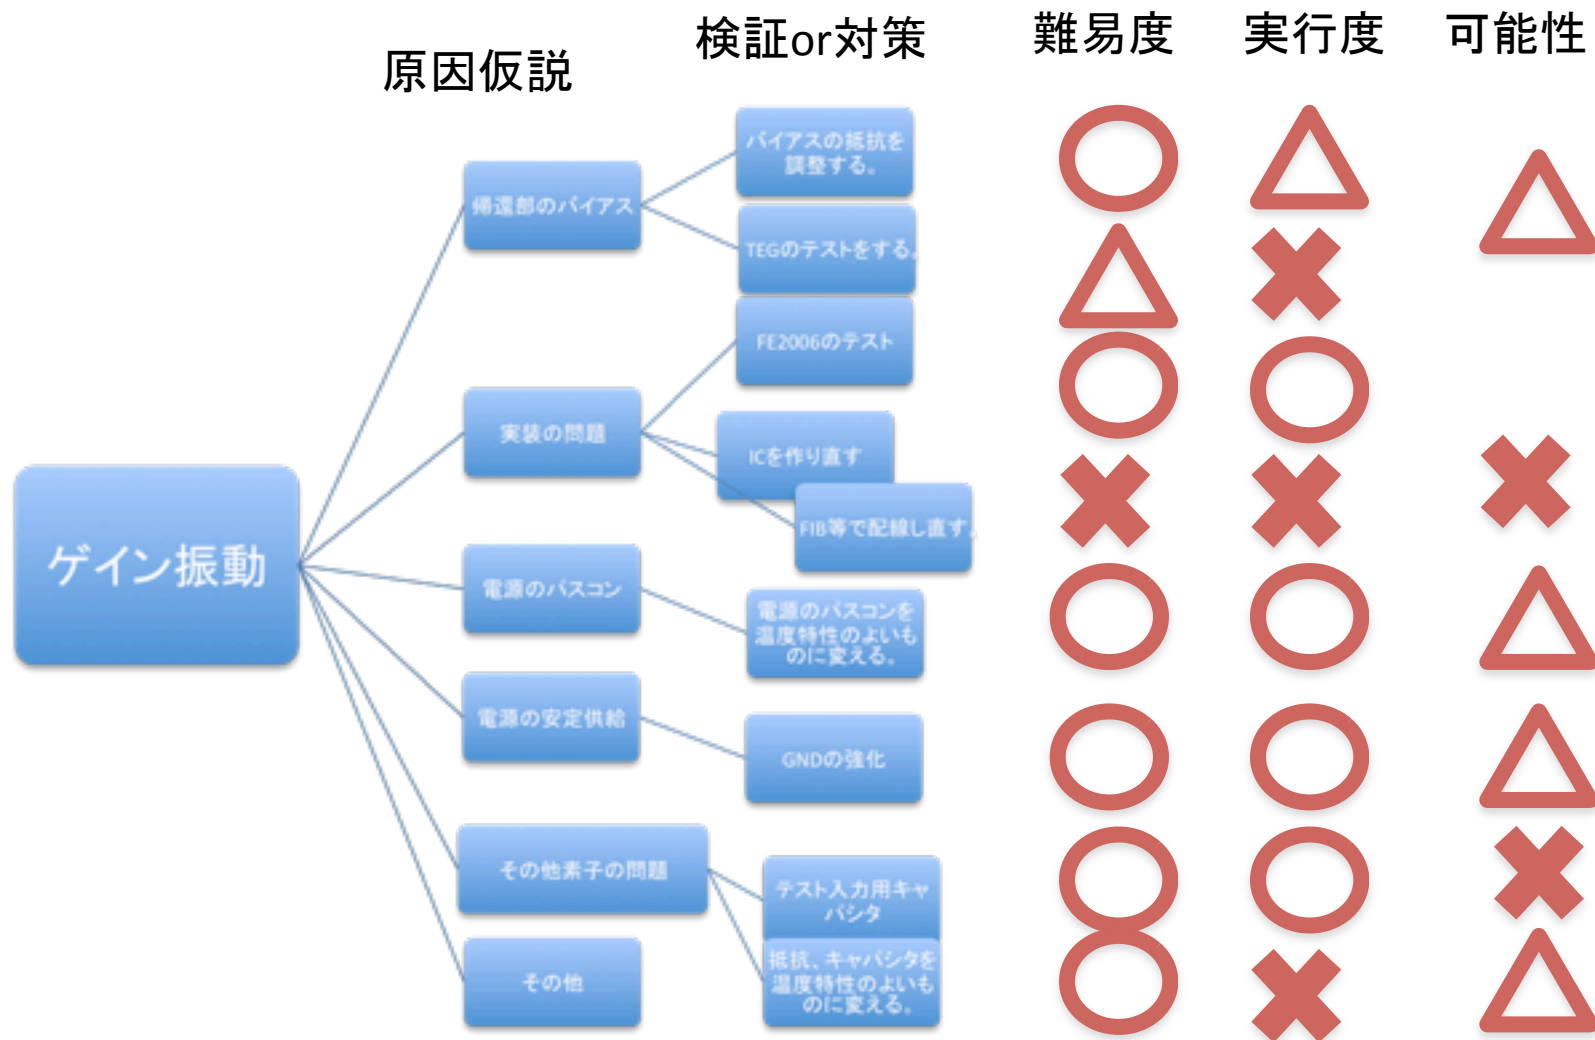 原因仮説
検証or対策
難易度
実行度
可能性
ゲイン振動
帰還部のバイアス
バイアスの抵抗を
調整する。
TEGのテストをする。
実装の問題
FE2006のテスト
ICを作り直す
FIB等で配線し直す。
電源のパスコン
電源のパスコンを
温度特性のよいも
のに変える。
電源の安定供給
GNDの強化
その他素子の問題
テスト入力用キャ
パシタ
抵抗、キャパシタを
温度特性のよいも
のに変える。
その他